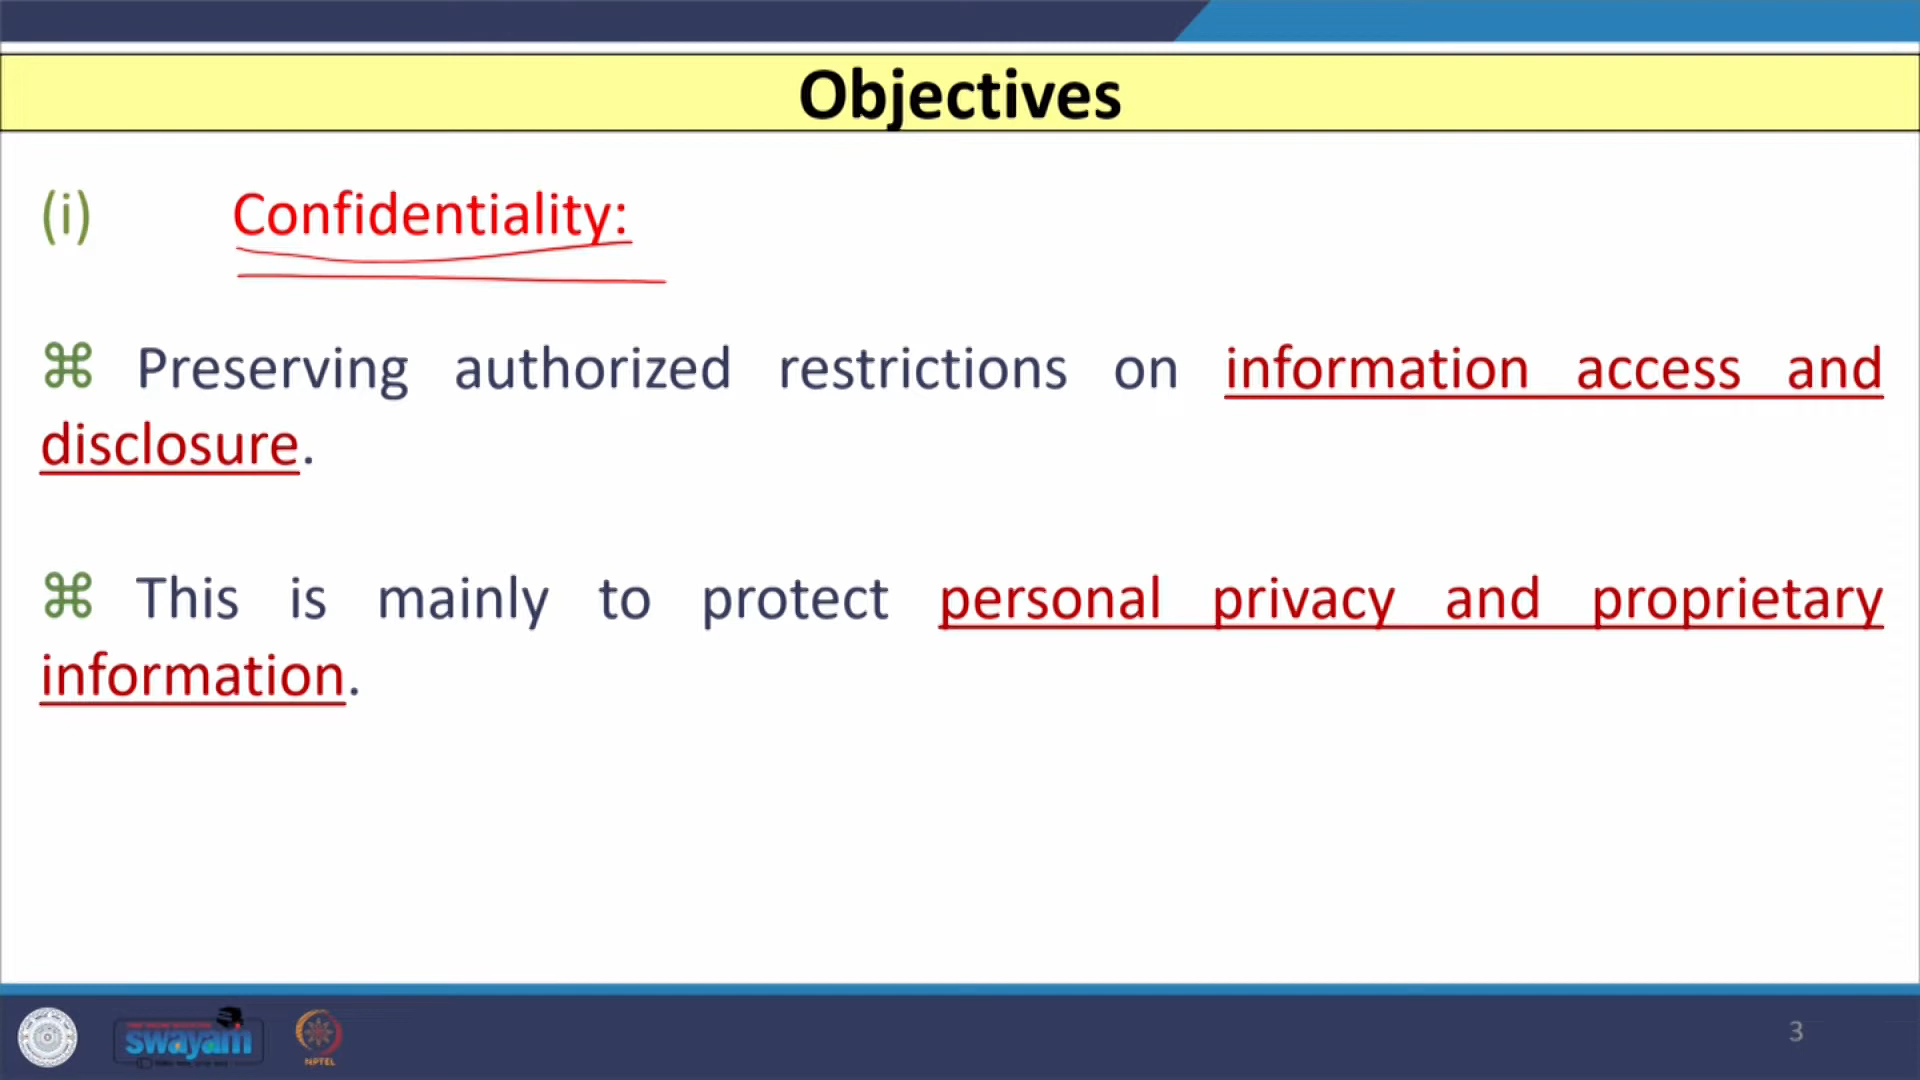 Objectives
(i) Confidentiality:
⌘ Preserving authorized restrictions on information access and
disclosure.
⌘ This is mainly to protect personal privacy and proprietary
information.
swayam
NPTEL
3